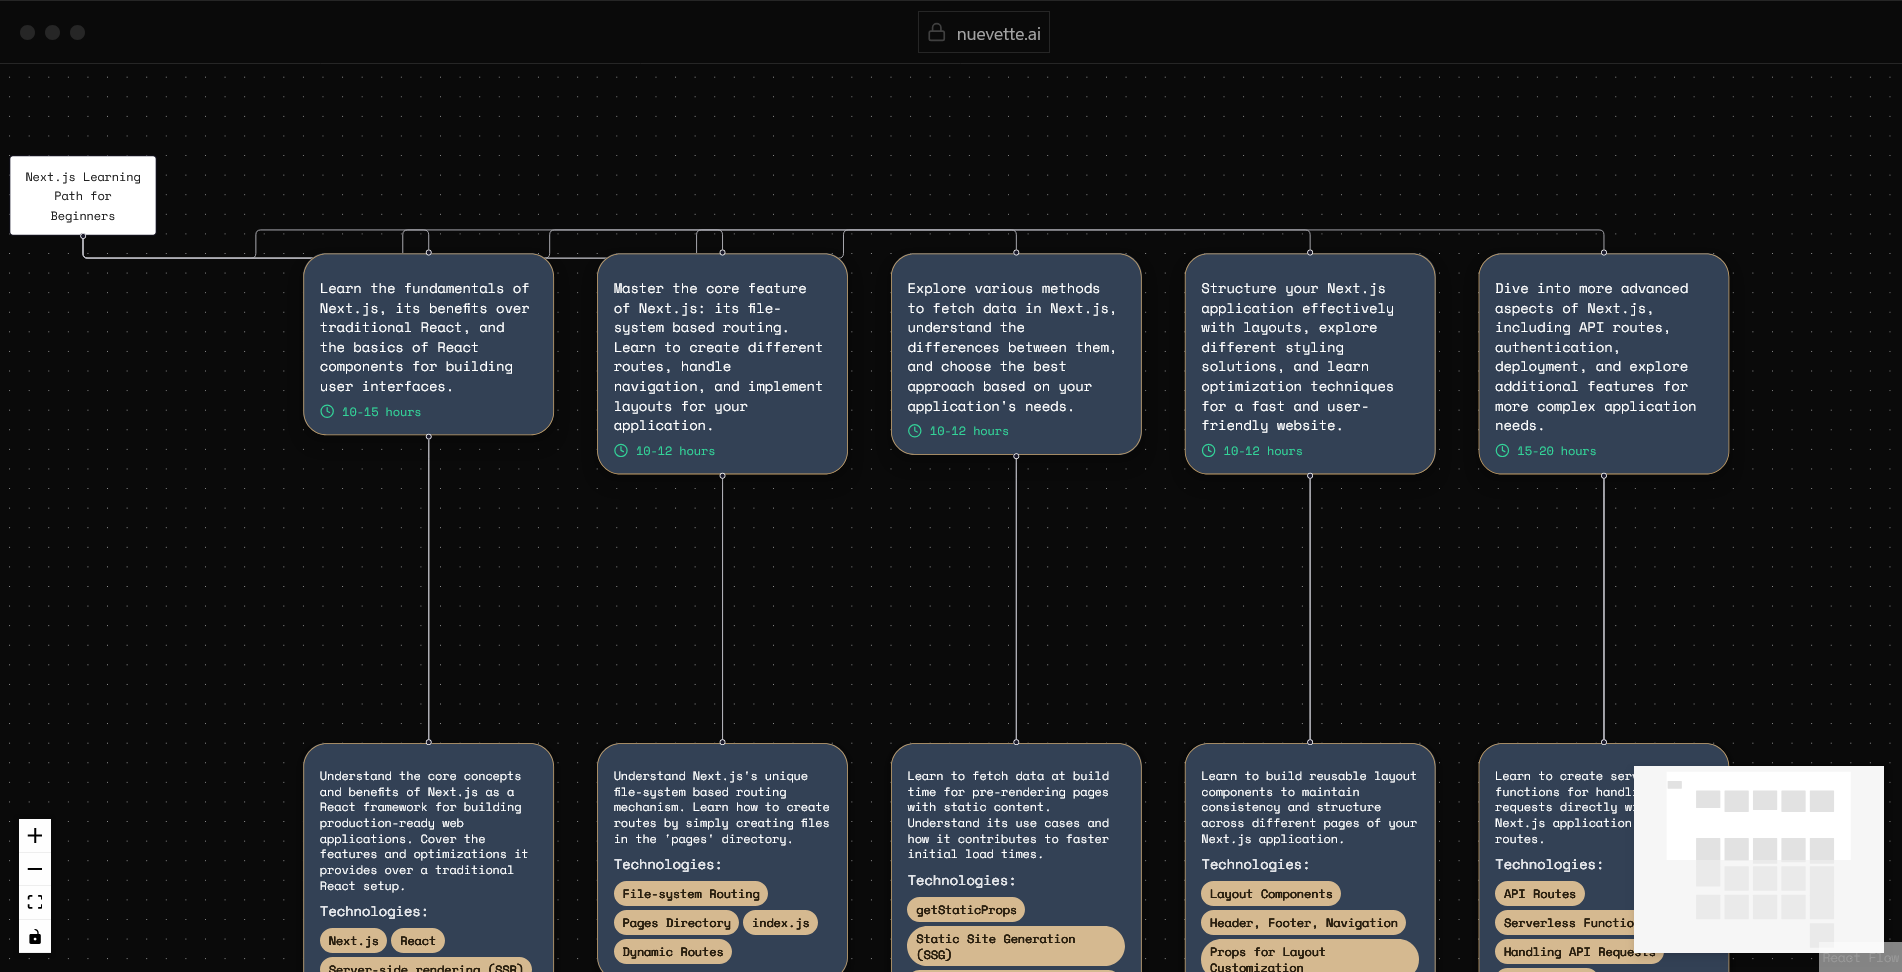 nuevette.ai
Next.js Learning
Path for
Beginners
Learn the fundamentals of
Next.js, its benefits over
traditional React, and
the basics of React
components for building
user interfaces.
10-15 hours
Master the core feature
of Next.js: its file-
system based routing.
Learn to create different
routes, handle
navigation, and implement
layouts for your
application.
10-12 hours
Explore various methods
to fetch data in Next.js,
understand the
differences between them,
and choose the best
approach based on your
application's needs.
10-12 hours
Structure your Next.js
application effectively
with layouts, explore
different styling
solutions, and learn
optimization techniques
for a fast and user-
friendly website.
10-12 hours
Dive into more advanced
aspects of Next.js,
including API routes,
authentication,
deployment, and explore
additional features for
more complex application
needs.
15-20 hours
Understand the core concepts
and benefits of Next.js as a
React framework for building
production-ready web
applications. Cover the
features and optimizations it
provides over a traditional
React setup.
Technologies:
Next.js React
Server-side rendering (SSR)
Understand Next.js's unique
file-system based routing
mechanism. Learn how to create
routes by simply creating files
in the 'pages' directory.
Technologies:
File-system Routing
Pages Directory index.js
Dynamic Routes
Learn to fetch data at build
time for pre-rendering pages
with static content.
Understand its use cases and
how it contributes to faster
initial load times.
Technologies:
getStaticProps
Static Site Generation
(SSG)
Learn to build reusable layout
components to maintain
consistency and structure
across different pages of your
Next.js application.
Technologies:
Layout Components
Header, Footer, Navigation
Props for Layout
Customization
Learn to create
functions for
requests directly
Next.js application
routes.
Technologies:
API Routes
Serverless
Handling API Requests
React Flow